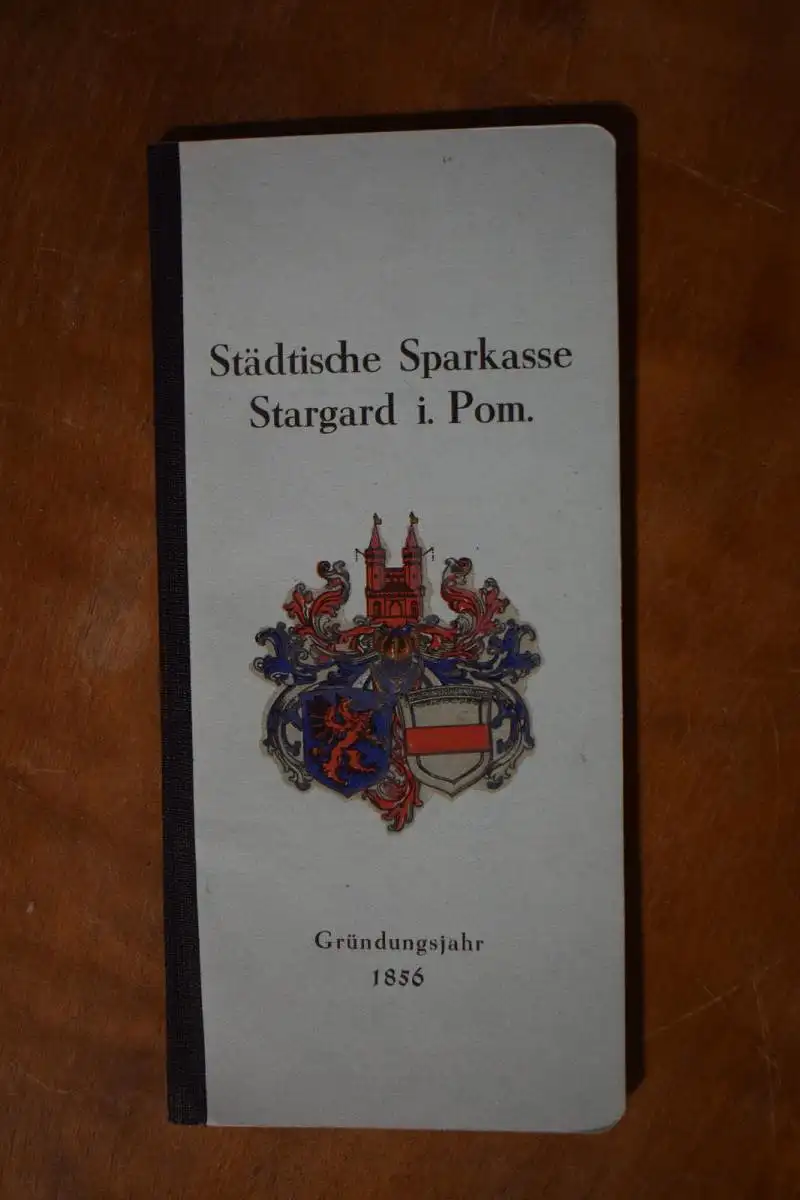 Städtische Sparkasse
Stargard i. Pom.
Gründungsjahr
1856